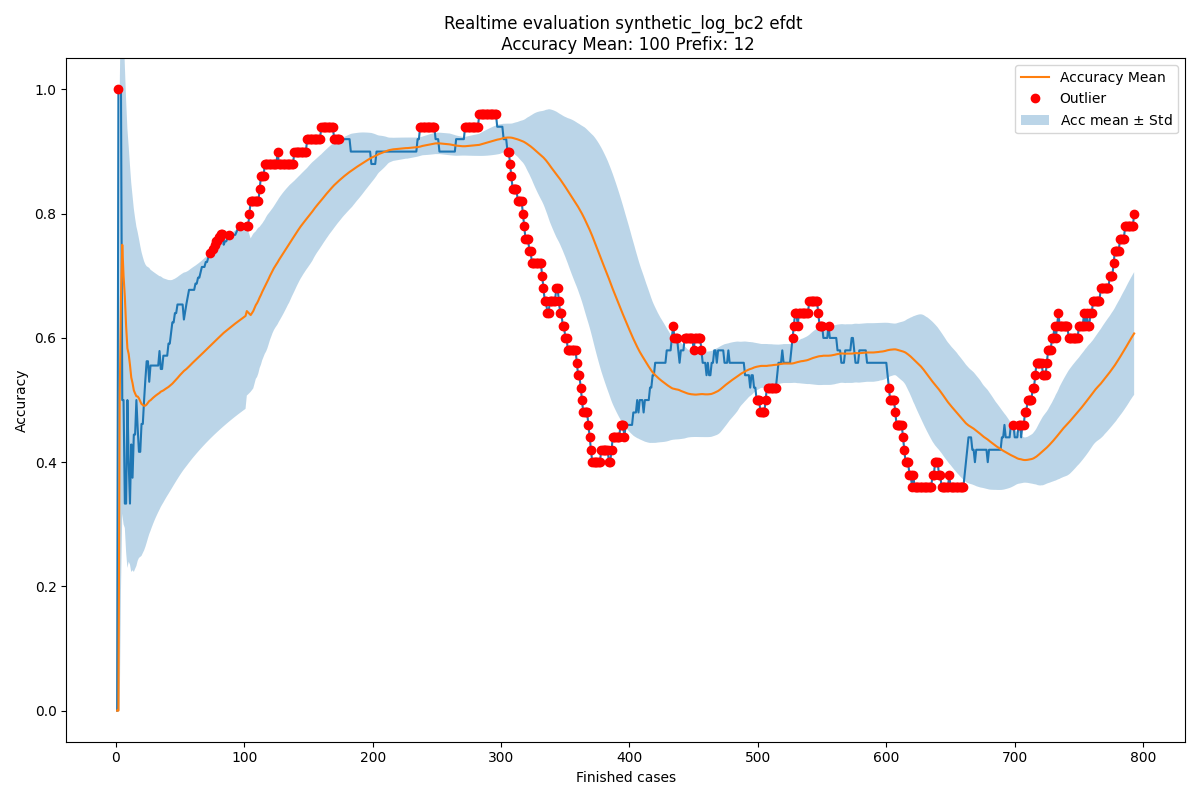 Realtime evaluation synthetic_log_bc2 efdt
Accuracy Mean: 100 Prefix: 12
Accuracy Mean
Outlier
Acc mean ± Std
1.0
0.8
0.6
0.4
0.2
0.0
Accuracy
0 100 200 300 400 500 600 700 800
Finished cases